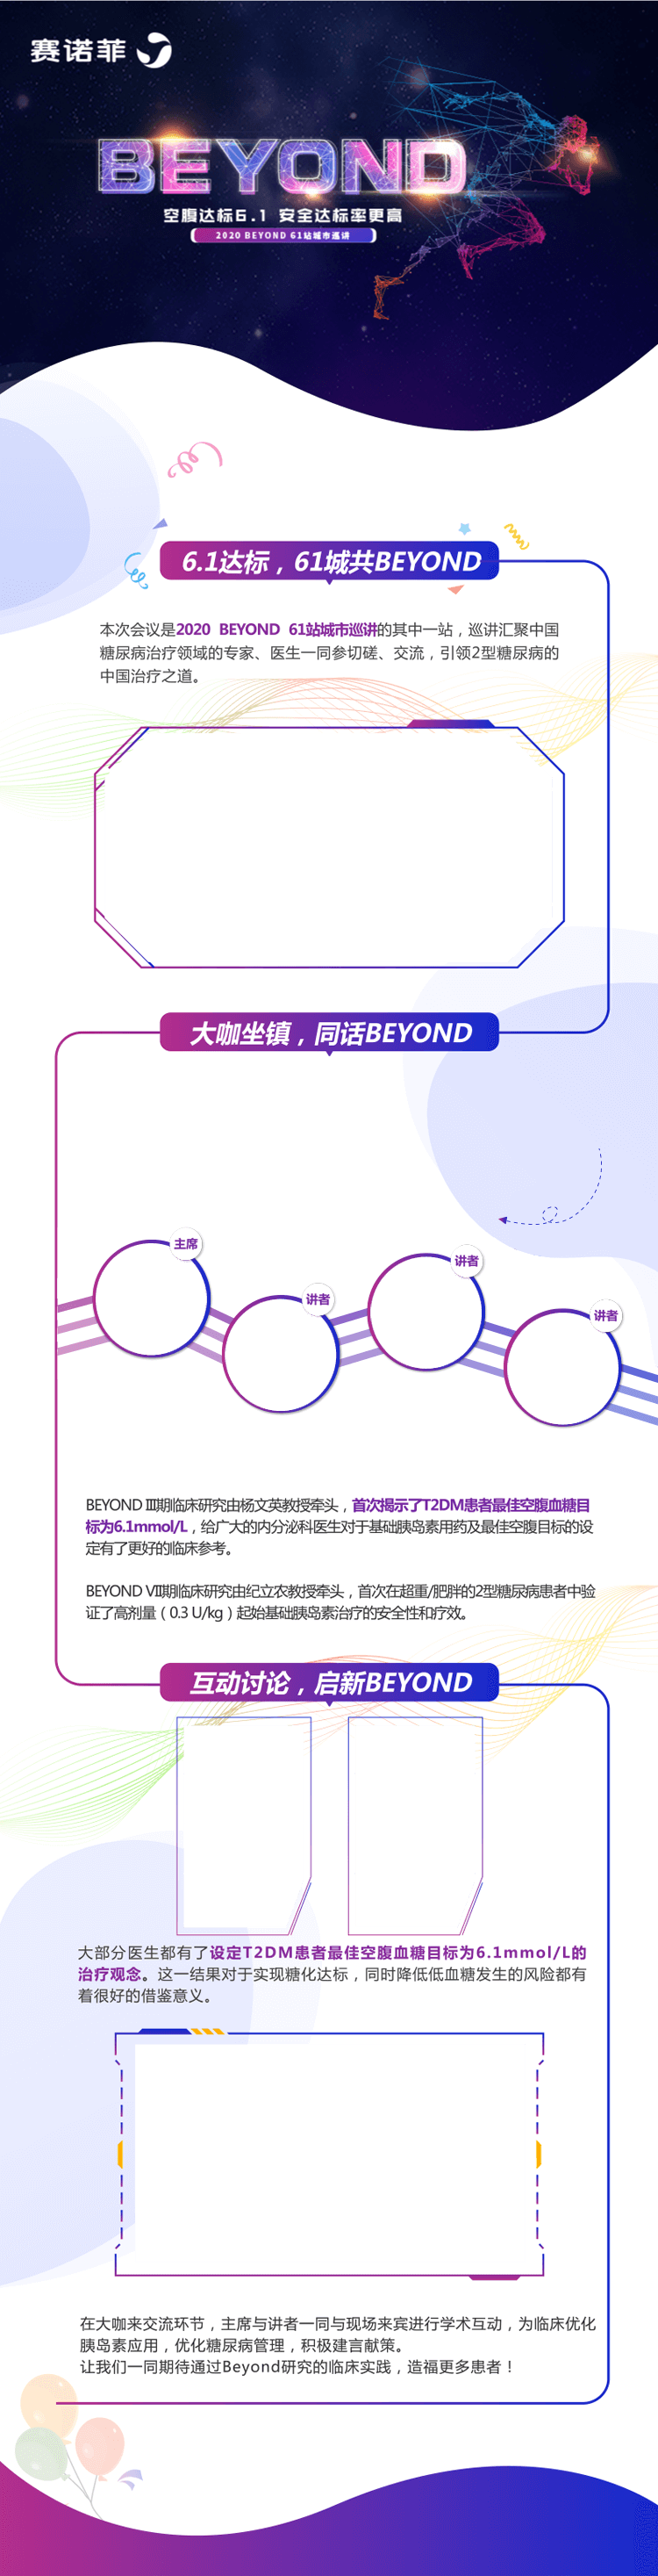 赛诺菲
BEYOND
空腹达标6.1 安全达标率更高
2020 BEYOND 61站城市巡讲
6.1达标，61城共BEYOND
本次会议是2020 BEYOND 61站城市巡讲的其中一站，巡讲汇聚中国
糖尿病治疗领域的专家、医生一同参切磋、交流，引领2型糖尿病的
中国治疗之道。
大咖坐镇，同话BEYOND
主席
讲者
讲者
讲者
BEYOND III期临床研究由杨文英教授牵头，首次揭示了T2DM患者最佳空腹血糖目
标为6.1mmol/L，给广大的内分泌科医生对于基础胰岛素用药及最佳空腹目标的设
定有了更好的临床参考。
BEYOND VII期临床研究由纪立农教授牵头，首次在超重/肥胖的2型糖尿病患者中验
证了高剂量（0.3 U/kg）起始基础胰岛素治疗的安全性和疗效。
互动讨论，启新BEYOND
大部分医生都有了设定T2DM患者最佳空腹血糖目标为6.1mmol/L的
治疗观念。这一结果对于实现糖化达标，同时降低低血糖发生的风险都有
着很好的借鉴意义。
在大咖来交流环节，主席与讲者一同与现场来宾进行学术互动，为临床优化
胰岛素应用，优化糖尿病管理，积极建言献策。
让我们一同期待通过Beyond研究的临床实践，造福更多患者！